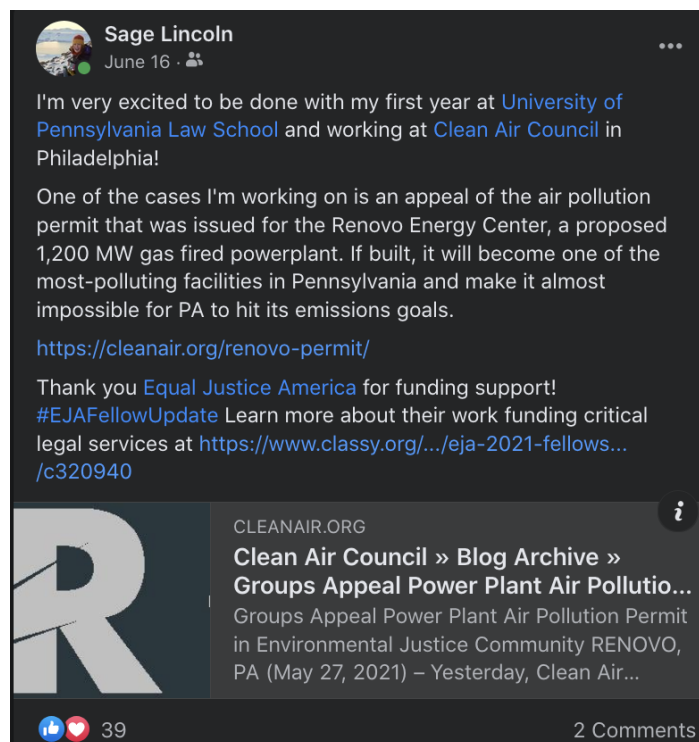 Sage Lincoln
June 16 ·
I'm very excited to be done with my first year at University of
Pennsylvania Law School and working at Clean Air Council in
Philadelphia!
One of the cases I'm working on is an appeal of the air pollution
permit that was issued for the Renovo Energy Center, a proposed
1,200 MW gas fired powerplant. If built, it will become one of the
most-polluting facilities in Pennsylvania and make it almost
impossible for PA to hit its emissions goals.
https://cleanair.org/renovo-permit/
Thank you Equal Justice America for funding support!
#EJAFellowUpdate Learn more about their work funding critical
legal services at https://www.classy.org/.../eja-2021-fellows...
/c320940
R
i
CLEANAIR.ORG
Clean Air Council » Blog Archive »
Groups Appeal Power Plant Air Pollutio...
Groups Appeal Power Plant Air Pollution Permit
in Environmental Justice Community RENOVO,
PA (May 27, 2021) – Yesterday, Clean Air...
39
2 Comments